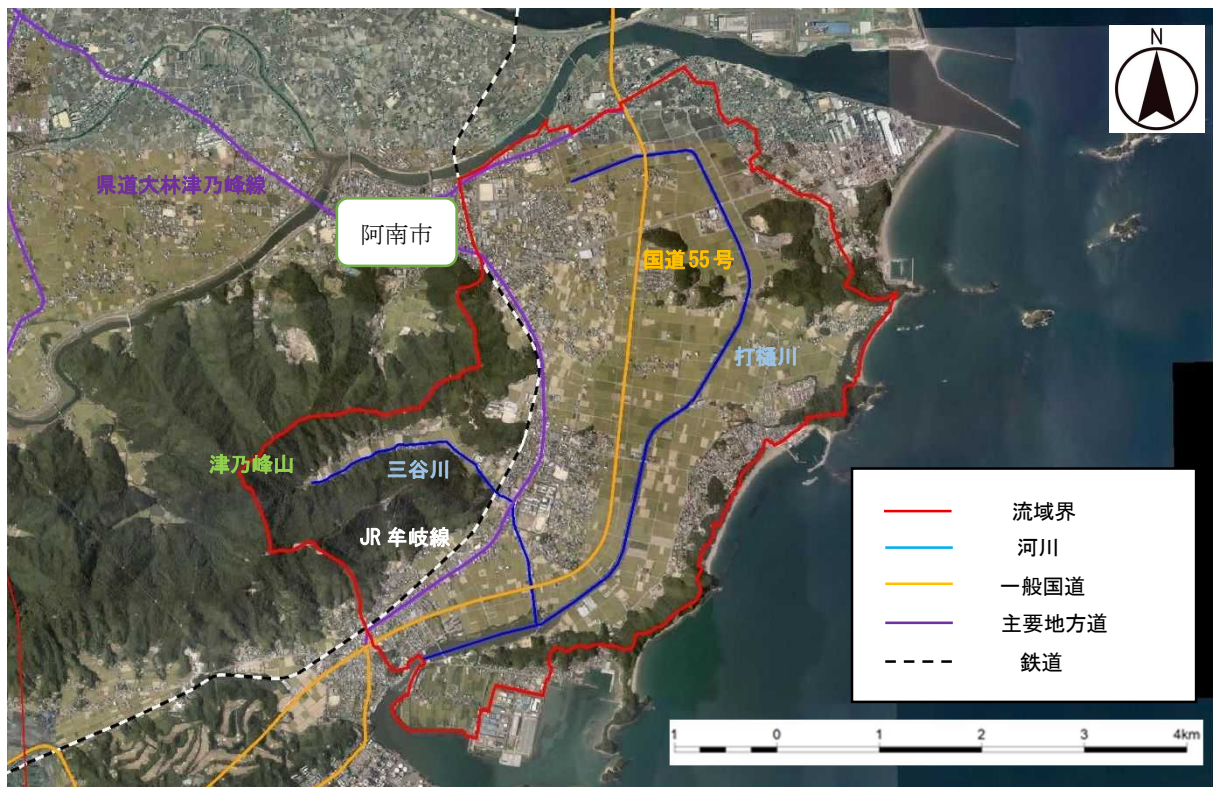 N
県道大林津乃峰線
阿南市
国道55号
打樋川
津乃峰山
三谷川
JR牟岐線
流域界
河川
一般国道
主要地方道
鉄道
1 0 1 2 3 4km